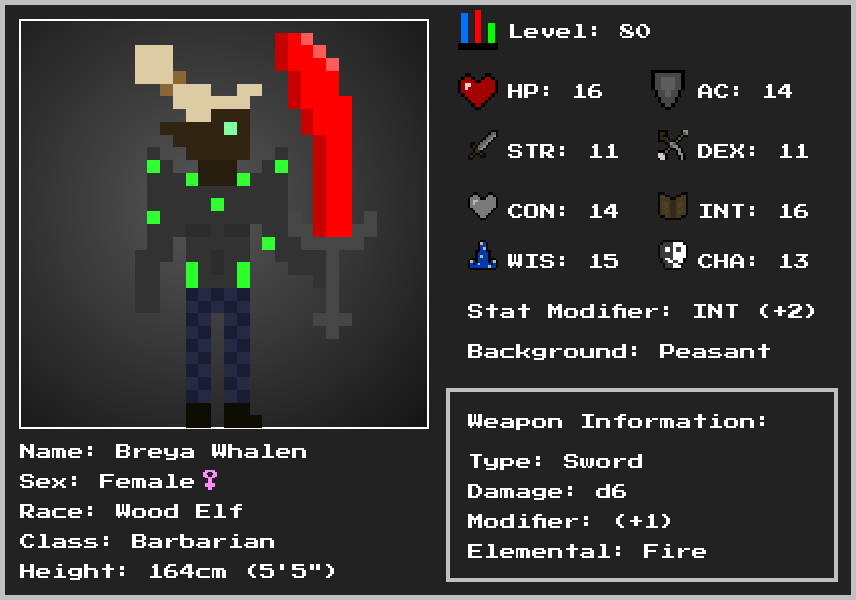 Level: 80
HP: 16
AC: 14
STR: 11
DEX: 11
CON: 14
INT: 16
WIS: 15
CHA: 13
Stat Modifier: INT (+2)
Background: Peasant
Weapon Information:
Type: Sword
Damage: d6
Modifier: (+1)
Elemental: Fire
Name: Breya Whalen
Sex: Female♀
Race: Wood Elf
Class: Barbarian
Height: 164cm (5'5")